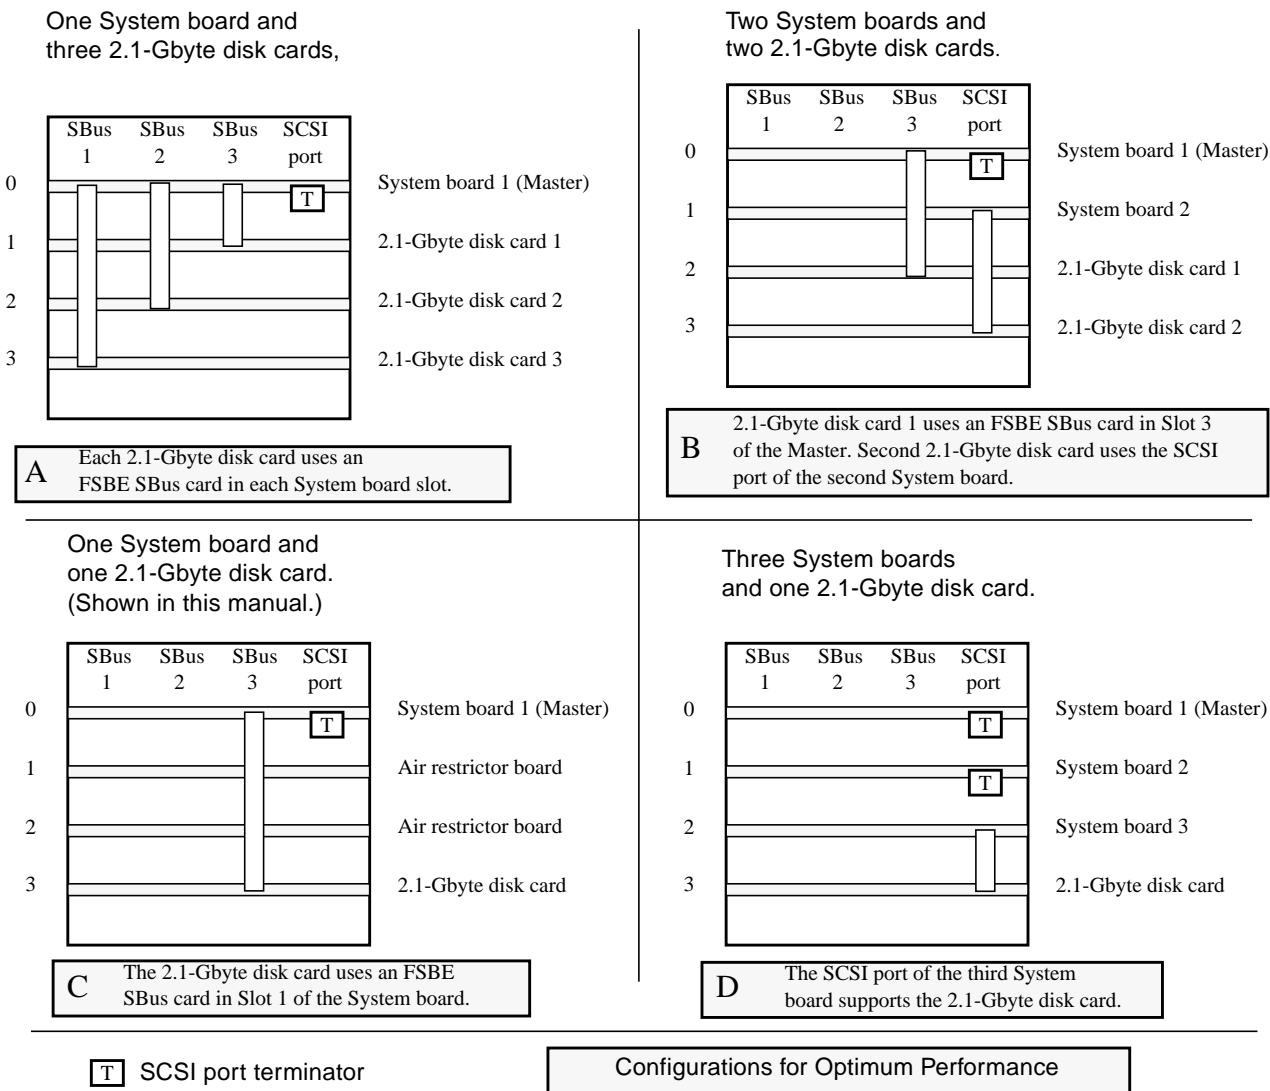 One System board and
three 2.1-Gbyte disk cards,
SBus SBus SBus SCSI
1 2 3 port
0 System board 1 (Master)
T
1 2.1-Gbyte disk card 1
2 2.1-Gbyte disk card 2
3 2.1-Gbyte disk card 3
A Each 2.1-Gbyte disk card uses an
FSBE SBus card in each System board slot.
Two System boards and
two 2.1-Gbyte disk cards.
SBus SBus SBus SCSI
1 2 3 port
0 System board 1 (Master)
T
1 System board 2
2 2.1-Gbyte disk card 1
3 2.1-Gbyte disk card 2
B 2.1-Gbyte disk card 1 uses an FSBE SBus card in Slot 3
of the Master. Second 2.1-Gbyte disk card uses the SCSI
port of the second System board.
One System board and
one 2.1-Gbyte disk card.
(Shown in this manual.)
SBus SBus SBus SCSI
1 2 3 port
0 System board 1 (Master)
T
1 Air restrictor board
2 Air restrictor board
3 2.1-Gbyte disk card
C The 2.1-Gbyte disk card uses an FSBE
SBus card in Slot 1 of the System board.
Three System boards
and one 2.1-Gbyte disk card.
SBus SBus SBus SCSI
1 2 3 port
0 System board 1 (Master)
T
1 System board 2
T
2 System board 3
3 2.1-Gbyte disk card
D The SCSI port of the third System
board supports the 2.1-Gbyte disk card.
T SCSI port terminator
Configurations for Optimum Performance